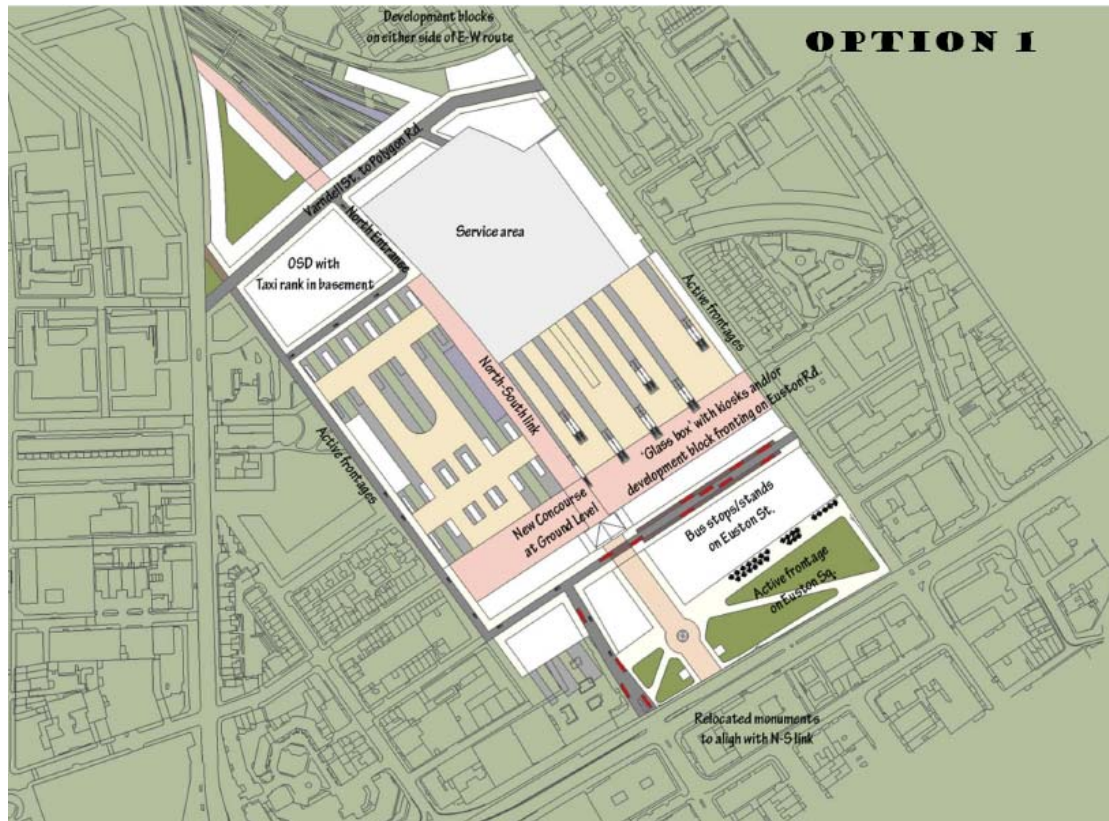 Development blocks
on either side of E-W route
OPTION 1
Varndell St. to Polygon Rd.
North Entrance
Service area
OSD with
Taxi rank in basement
Active frontages
North-South link
'Glass box' with kiosks and/or
development block fronting on Euston Rd.
Active frontages
New Concourse
at Ground Level
Bus stops/stands
on Euston St.
Active frontage
on Euston Sq.
Relocated monuments
to aligh with N-S link